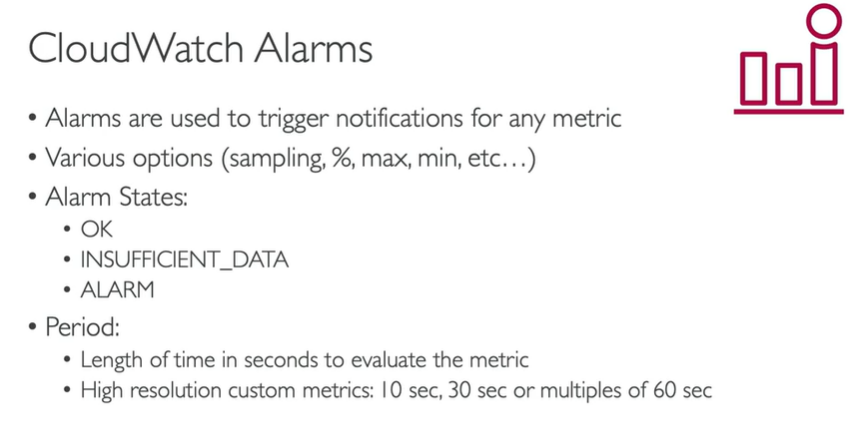 CloudWatch Alarms
• Alarms are used to trigger notifications for any metric
• Various options (sampling, %, max, min, etc…)
• Alarm States:
• OK
• INSUFFICIENT_DATA
• ALARM
• Period:
• Length of time in seconds to evaluate the metric
• High resolution custom metrics: 10 sec, 30 sec or multiples of 60 sec